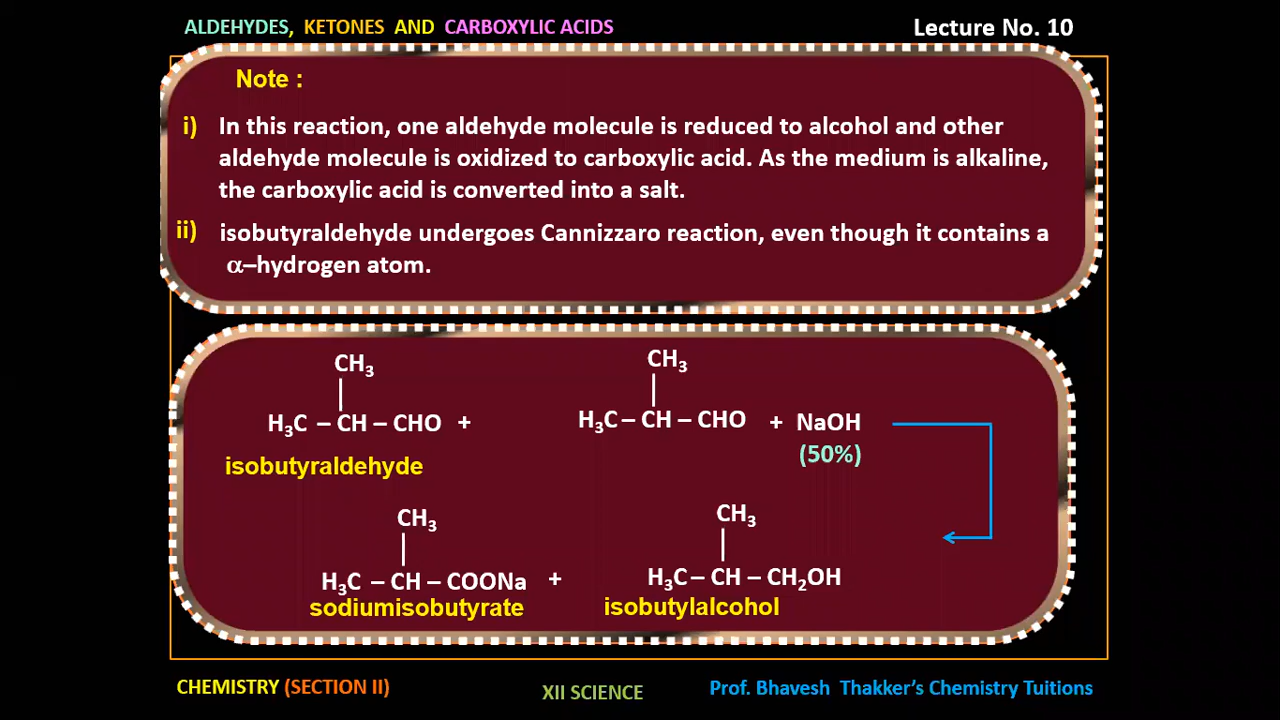 ALDEHYDES, KETONES AND CARBOXYLIC ACIDS
Lecture No. 10
Note :
i) In this reaction, one aldehyde molecule is reduced to alcohol and other
aldehyde molecule is oxidized to carboxylic acid. As the medium is alkaline,
the carboxylic acid is converted into a salt.
ii) isobutyraldehyde undergoes Cannizzaro reaction, even though it contains a
α–hydrogen atom.
CH₃ CH₃
H₃C – CH – CHO + H₃C – CH – CHO + NaOH
isobutyraldehyde (50%)
CH₃ CH₃
H₃C – CH – COONa + H₃C – CH – CH₂OH
sodiumisobutyrate isobutylalcohol
CHEMISTRY (SECTION II)
XII SCIENCE
Prof. Bhavesh Thakker's Chemistry Tuitions